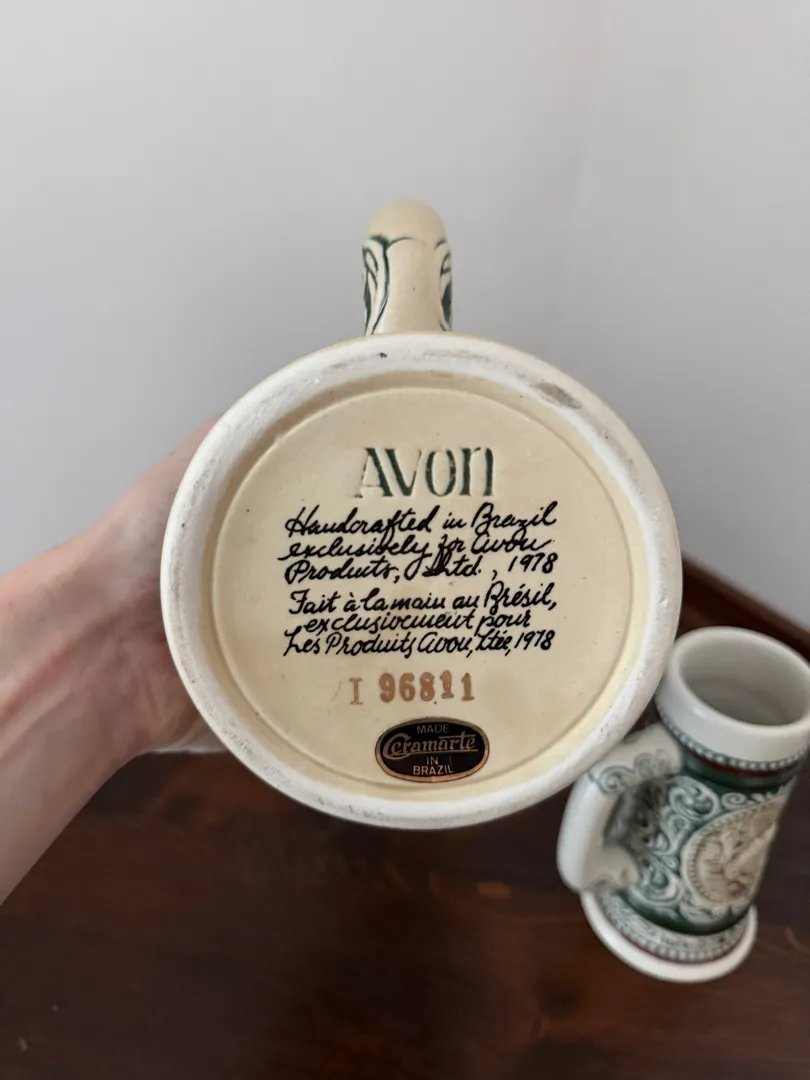 AVON
Handcrafted in Brazil
exclusively for Avon
Products, Ltd., 1978
Fait à la main au Brésil,
exclusivement pour
Les Produits Avon, Ltée, 1978
I 96811
MADE
Ceramarte
IN
BRAZIL